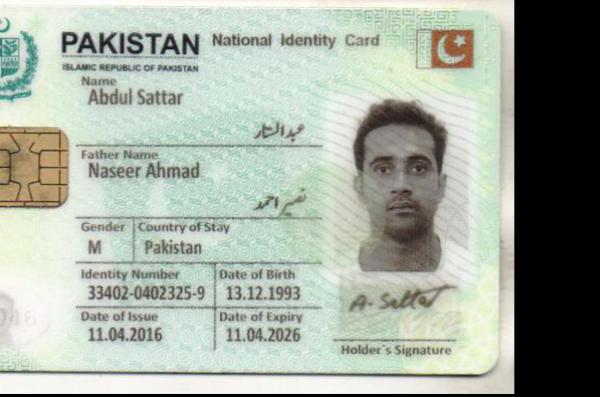 PAKISTAN National Identity Card
ISLAMIC REPUBLIC OF PAKISTAN
Name
Abdul Sattar
عبدالستار
Father Name
Naseer Ahmad
نصیر احمد
Gender Country of Stay
M Pakistan
Identity Number Date of Birth
33402-0402325-9 13.12.1993
Date of Issue Date of Expiry
11.04.2016 11.04.2026
A. Sattar
Holder's Signature